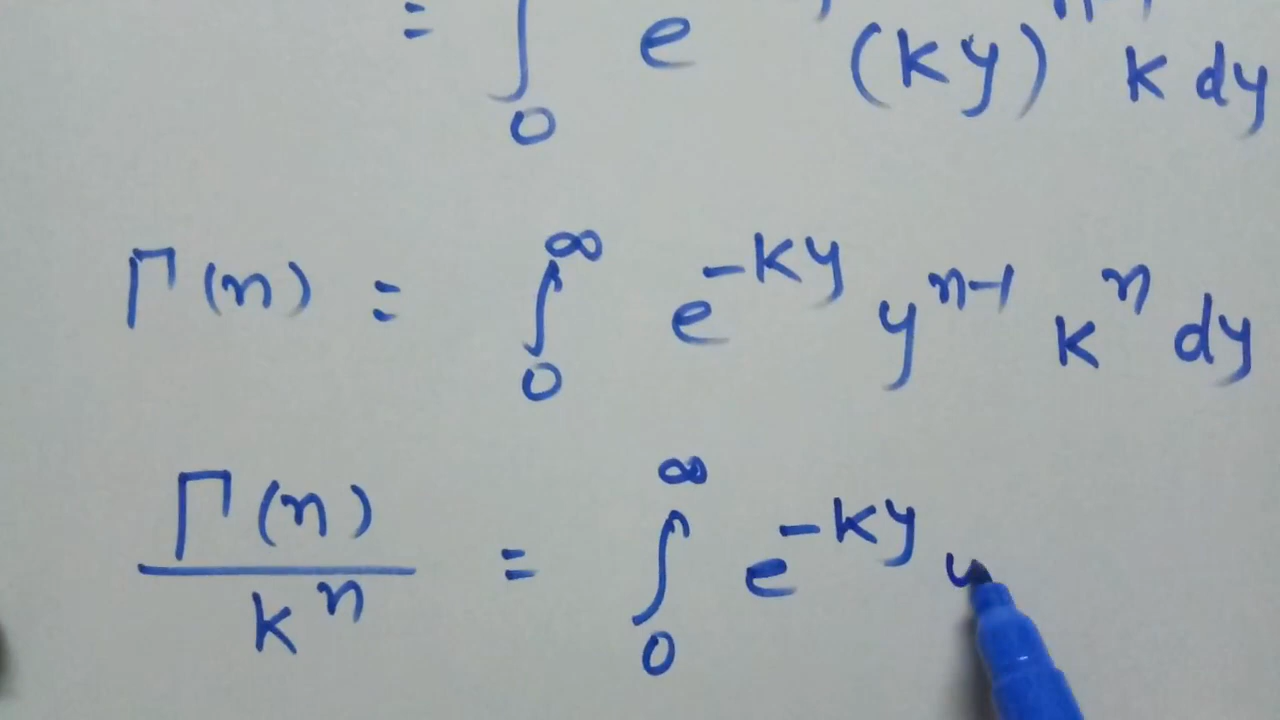 = ∫₀ e (ky) k dy
Γ(n) = ∫₀^∞ e^{-ky} y^{n-1} k^n dy
Γ(n)/k^n = ∫₀^∞ e^{-ky} y